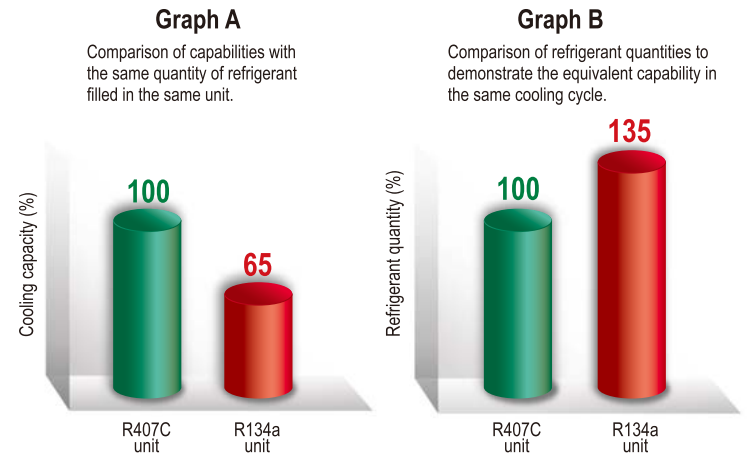 Graph A
Comparison of capabilities with
the same quantity of refrigerant
filled in the same unit.
Cooling capacity (%)
100
65
R407C
unit
R134a
unit
Graph B
Comparison of refrigerant quantities to
demonstrate the equivalent capability in
the same cooling cycle.
Refrigerant quantity (%)
100
135
R407C
unit
R134a
unit